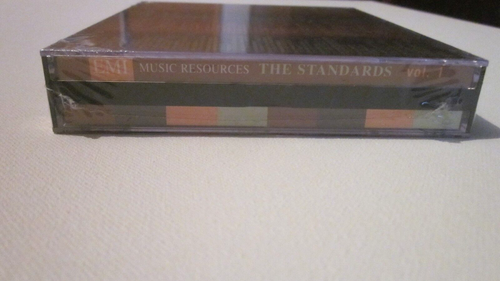 EMI MUSIC RESOURCES THE STANDARDS vol. 1